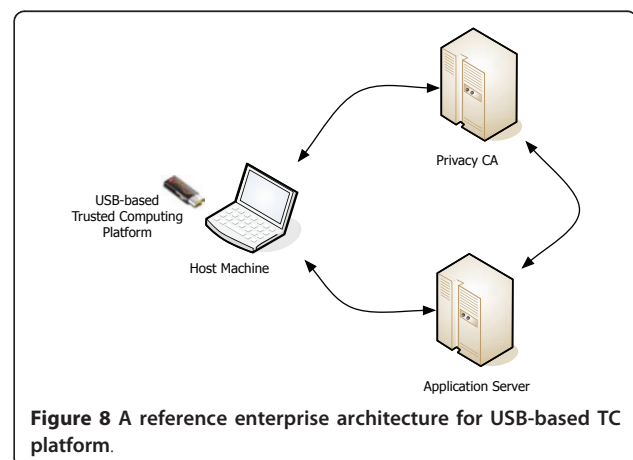 Privacy CA
USB-based
Trusted Computing
Platform
Host Machine
Application Server
Figure 8 A reference enterprise architecture for USB-based TC
platform.